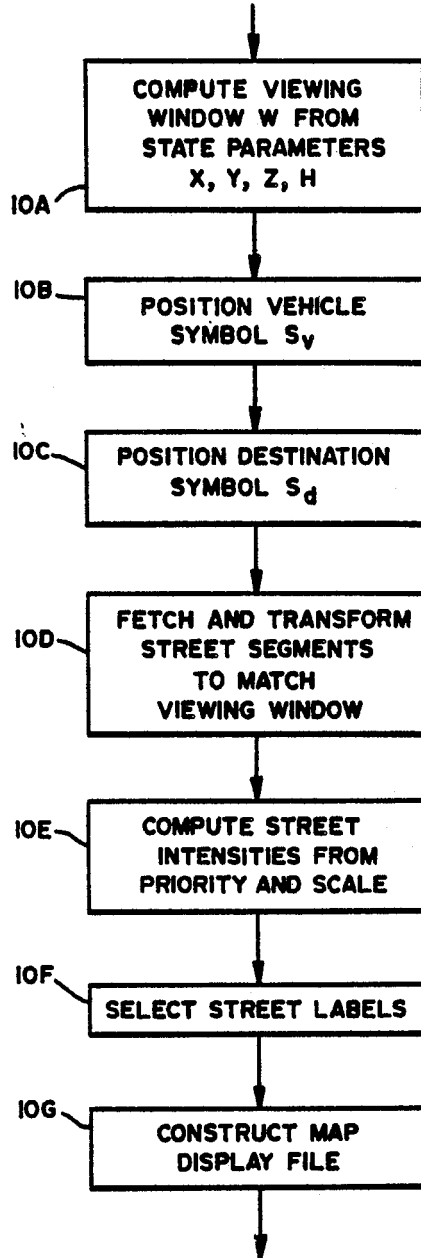 COMPUTE VIEWING
WINDOW W FROM
STATE PARAMETERS
X, Y, Z, H
10A
10B
POSITION VEHICLE
SYMBOL Sv
10C
POSITION DESTINATION
SYMBOL Sd
10D
FETCH AND TRANSFORM
STREET SEGMENTS
TO MATCH
VIEWING WINDOW
10E
COMPUTE STREET
INTENSITIES FROM
PRIORITY AND SCALE
10F
SELECT STREET LABELS
10G
CONSTRUCT MAP
DISPLAY FILE